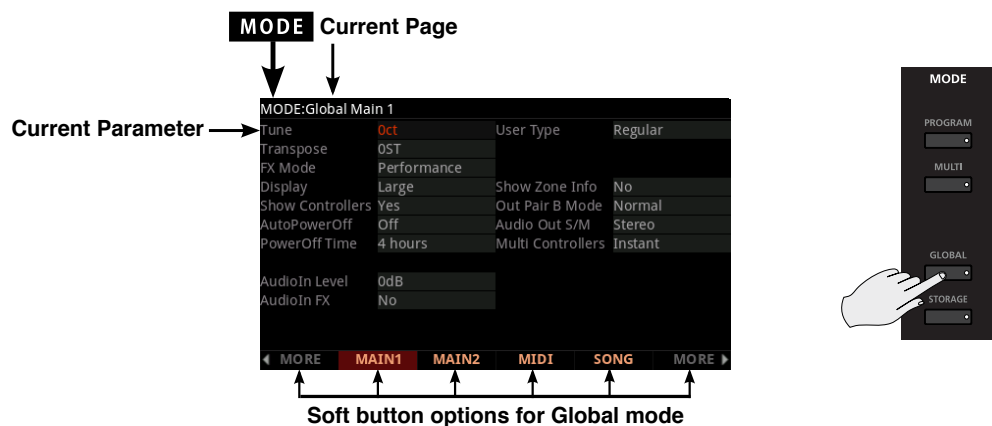 MODE Current Page
MODE:Global Main 1
Current Parameter
Tune 0ct User Type Regular
Transpose 0ST
FX Mode Performance
Display Large Show Zone Info No
Show Controllers Yes Out Pair B Mode Normal
AutoPowerOff Off Audio Out S/M Stereo
PowerOff Time 4 hours Multi Controllers Instant
AudioIn Level 0dB
AudioIn FX No
MORE MAIN1 MAIN2 MIDI SONG MORE
Soft button options for Global mode
MODE
PROGRAM
MULTI
GLOBAL
STORAGE